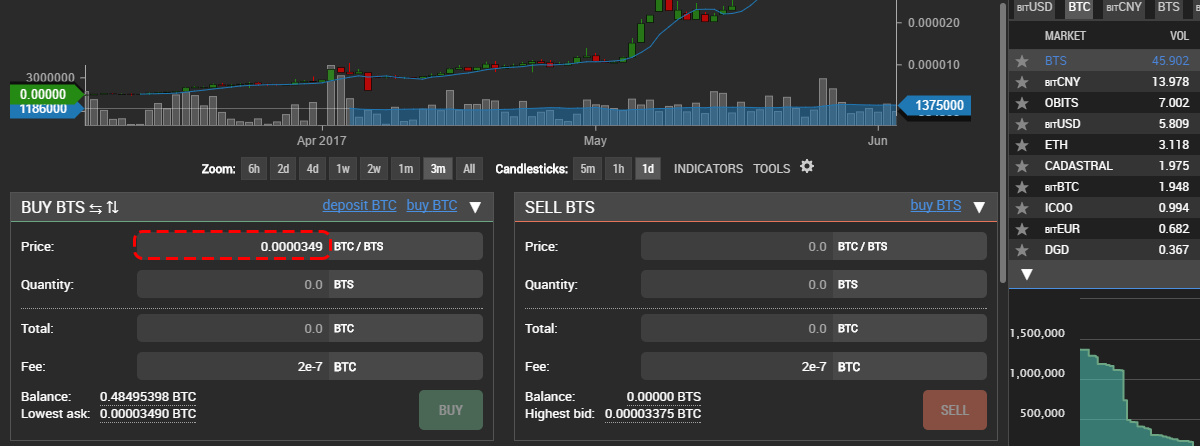 0.000020
0.000010
3000000
0.00000
1186000
1375000
Apr 2017
May
Jun
Zoom: 6h 2d 4d 1w 2w 1m 3m All Candlesticks: 5m 1h 1d INDICATORS TOOLS
BUY BTS deposit BTC buy BTC
Price: 0.0000349 BTC / BTS
Quantity: 0.0 BTS
Total: 0.0 BTC
Fee: 2e-7 BTC
Balance: 0.48495398 BTC
Lowest ask: 0.00003490 BTC
BUY
SELL BTS buy BTS
Price: 0.0 BTC / BTS
Quantity: 0.0 BTS
Total: 0.0 BTC
Fee: 2e-7 BTC
Balance: 0.00000 BTS
Highest bid: 0.00003375 BTC
SELL
BITUSD BTC BITCNY BTS
MARKET VOL
BTS 45.902
BITCNY 13.978
OBITS 7.002
BITUSD 5.809
ETH 3.118
CADASTRAL 1.975
BITBTC 1.948
ICOO 0.994
BITEUR 0.682
DGD 0.367
1,500,000
1,000,000
500,000